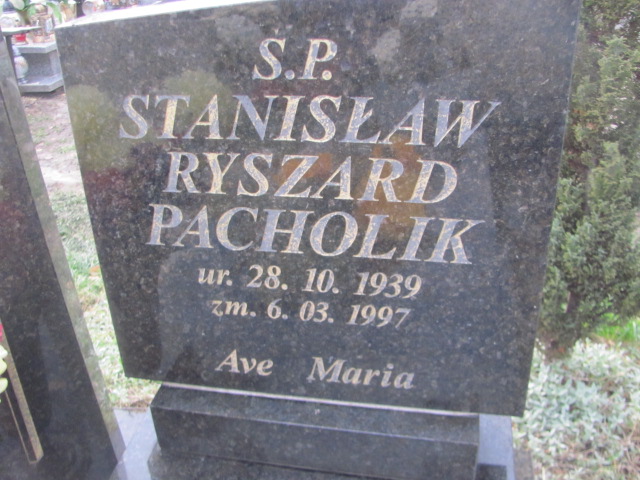 S.P.
STANISŁAW
RYSZARD
PACHOLIK
ur. 28. 10. 1939
zm. 6. 03. 1997
Ave Maria